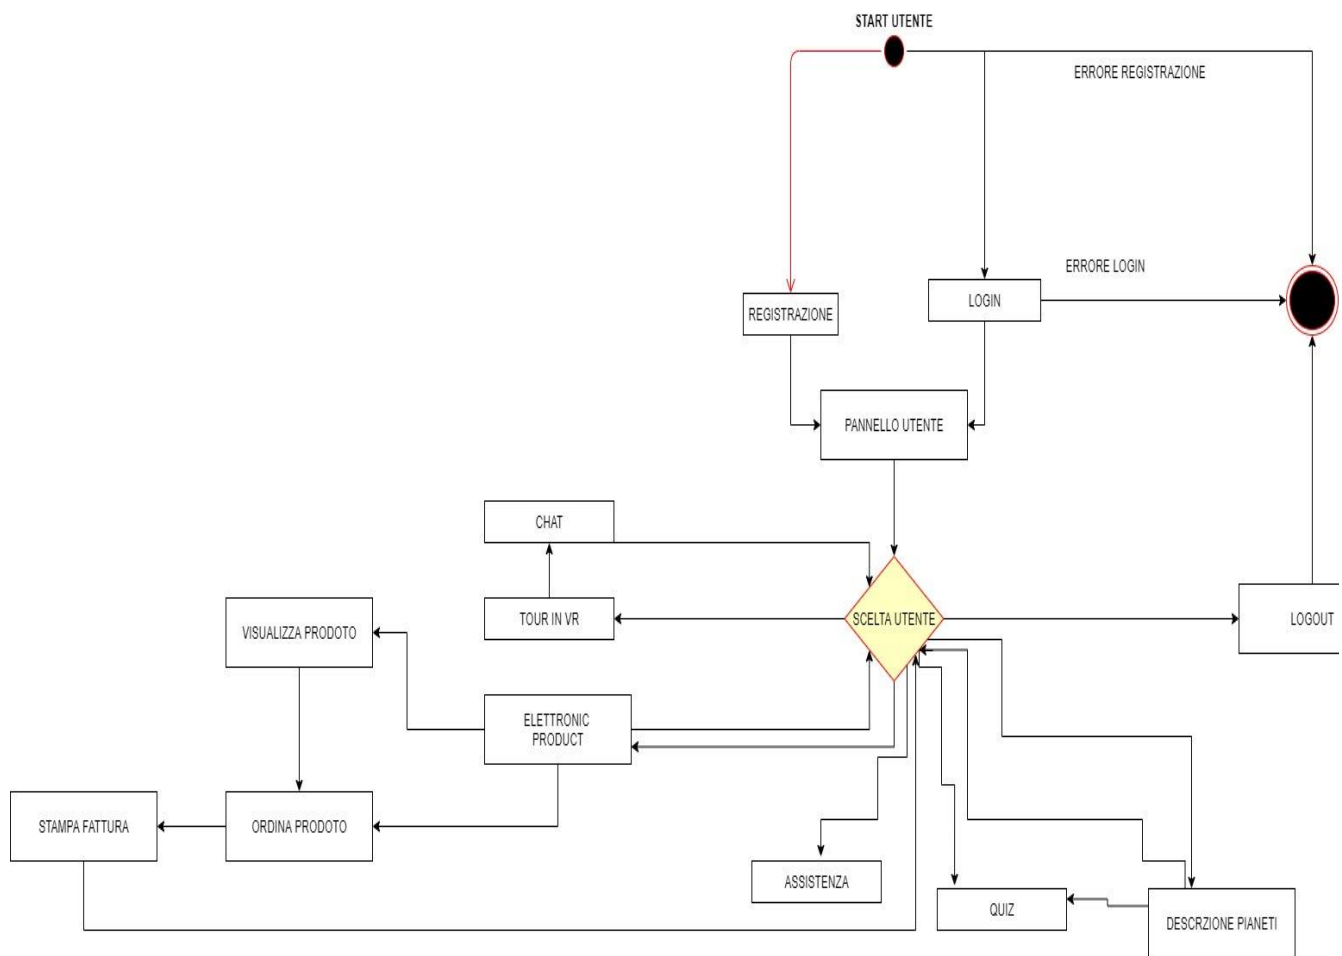 START UTENTE
ERRORE REGISTRAZIONE
ERRORE LOGIN
LOGIN
REGISTRAZIONE
PANNELLO UTENTE
CHAT
TOUR IN VR
SCELTA UTENTE
LOGOUT
VISUALIZZA PRODOTO
ELETTRONIC
PRODUCT
STAMPA FATTURA
ORDINA PRODOTO
ASSISTENZA
QUIZ
DESCRZIONE PIANETI